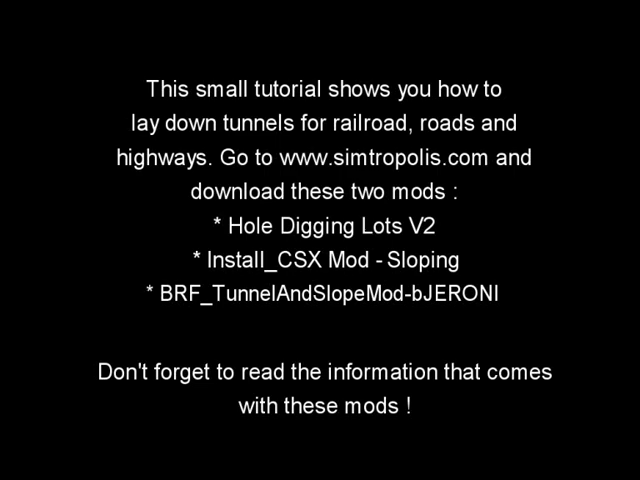 This small tutorial shows you how to
lay down tunnels for railroad, roads and
highways. Go to www.simtropolis.com and
download these two mods :
* Hole Digging Lots V2
* Install_CSX Mod - Sloping
* BRF_TunnelAndSlopeMod-bJERONI
Don't forget to read the information that comes
with these mods !